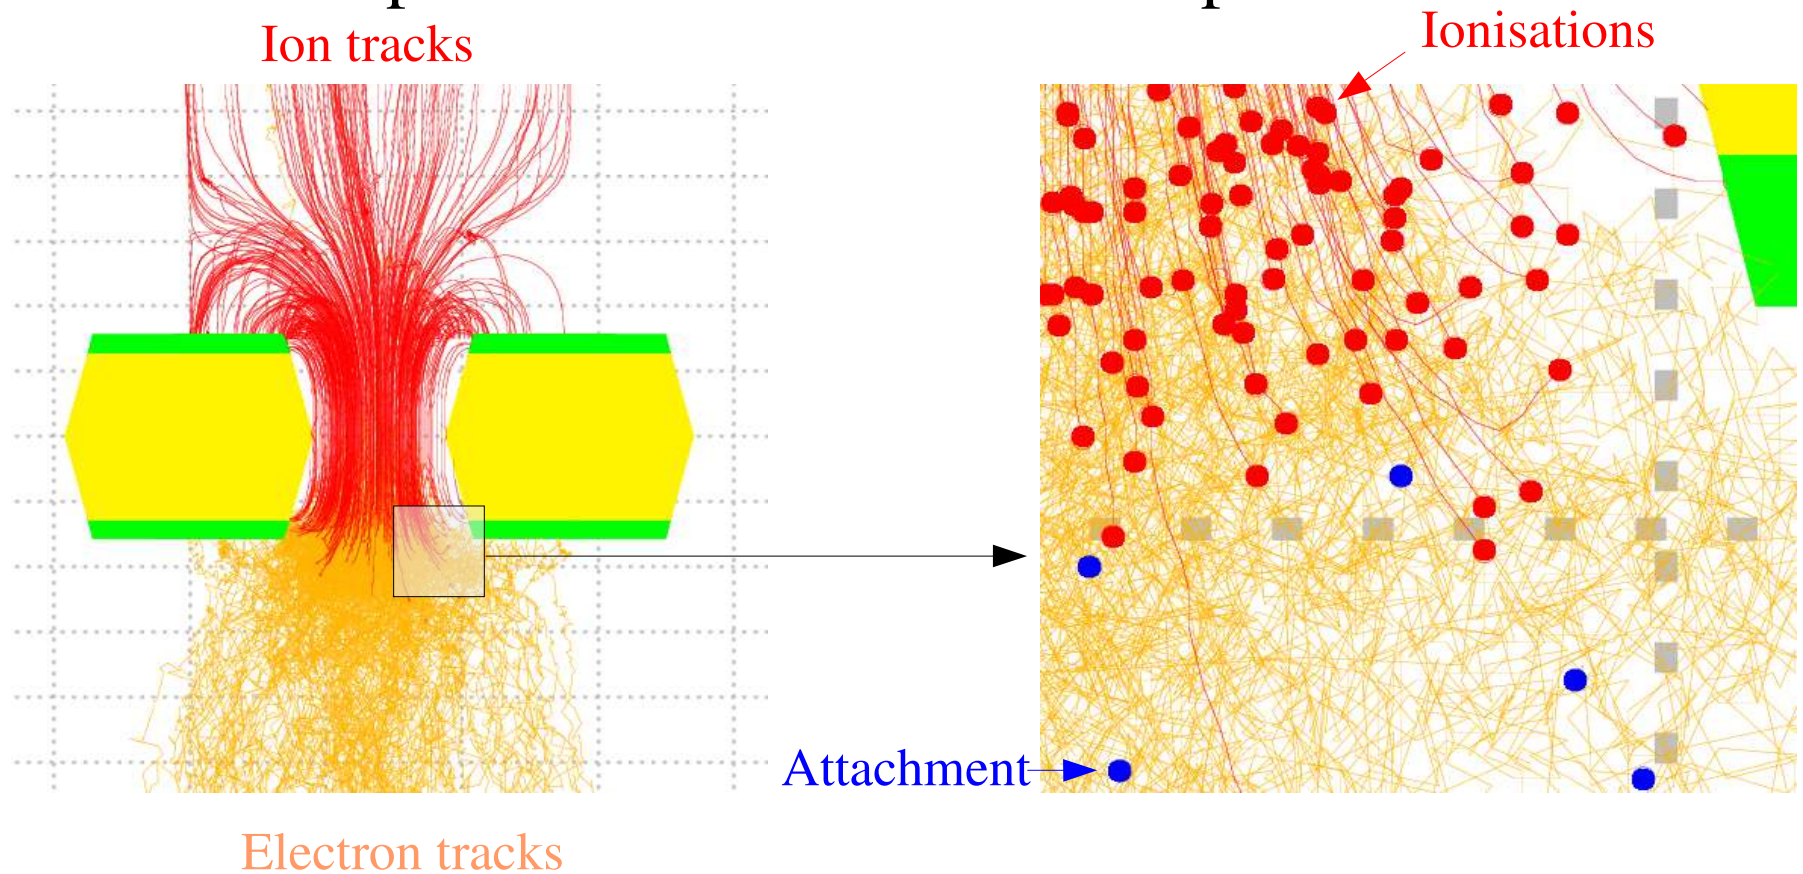 Ion tracks
Ionisations
Attachment
Electron tracks